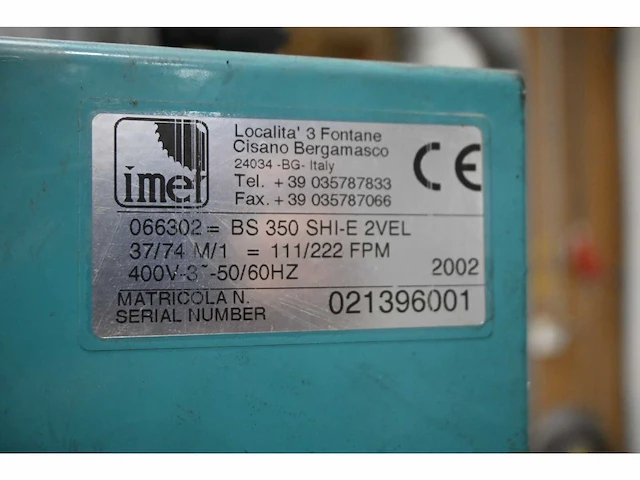 imet
Localita' 3 Fontane
Cisano Bergamasco
24034 -BG- Italy
Tel. + 39 035787833
Fax. + 39 035787066
CE
066302 = BS 350 SHI-E 2VEL
37/74 M/1 = 111/222 FPM
400V-3~-50/60HZ 2002
MATRICOLA N.
SERIAL NUMBER 021396001